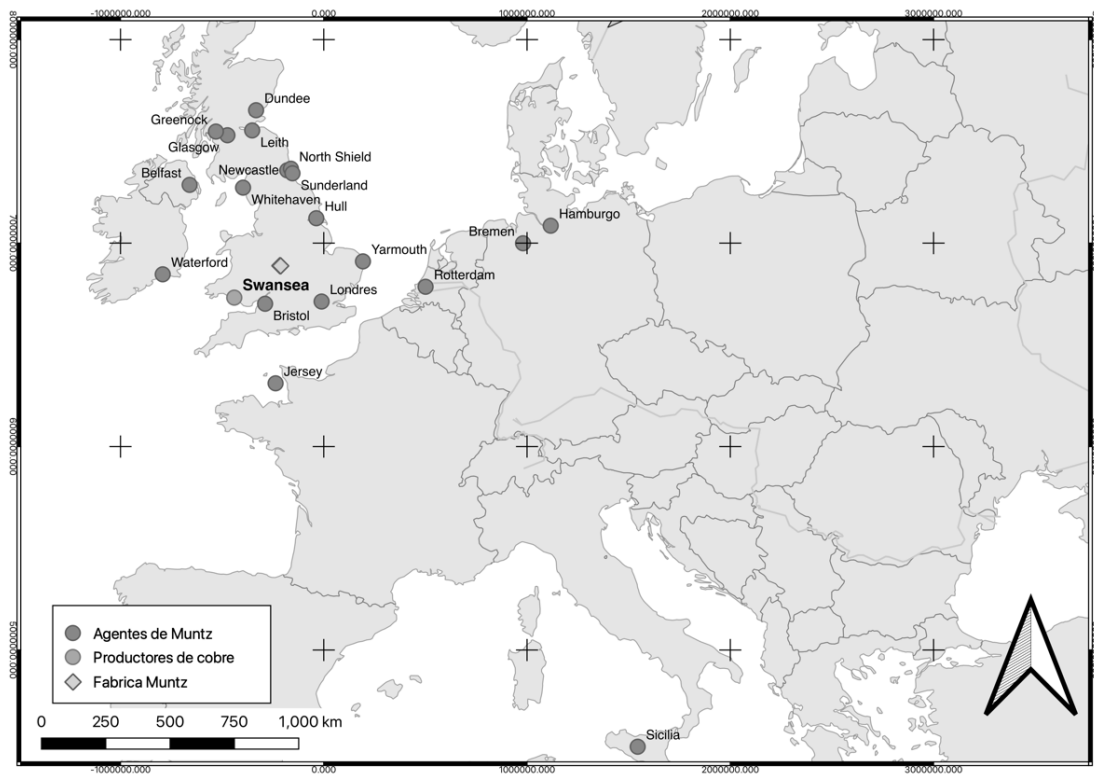 -1000000.000 0.000 1000000.000 2000000.000 3000000.000
Dundee
Greenock
Glasgow
Leith
North Shield
Newcastle
Belfast
Sunderland
Whitehaven
Hull
Hamburgo
Bremen
Yarmouth
Waterford
Rotterdam
Swansea
Londres
Bristol
Jersey
Agentes de Muntz
Productores de cobre
Fabrica Muntz
0 250 500 750 1,000 km
Sicilia
-1000000.000 0.000 1000000.000 2000000.000 3000000.000